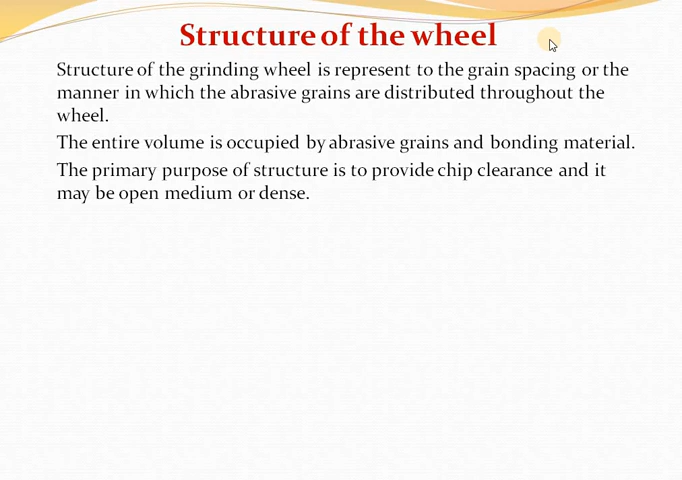 Structure of the wheel
Structure of the grinding wheel is represent to the grain spacing or the
manner in which the abrasive grains are distributed throughout the
wheel.
The entire volume is occupied by abrasive grains and bonding material.
The primary purpose of structure is to provide chip clearance and it
may be open medium or dense.